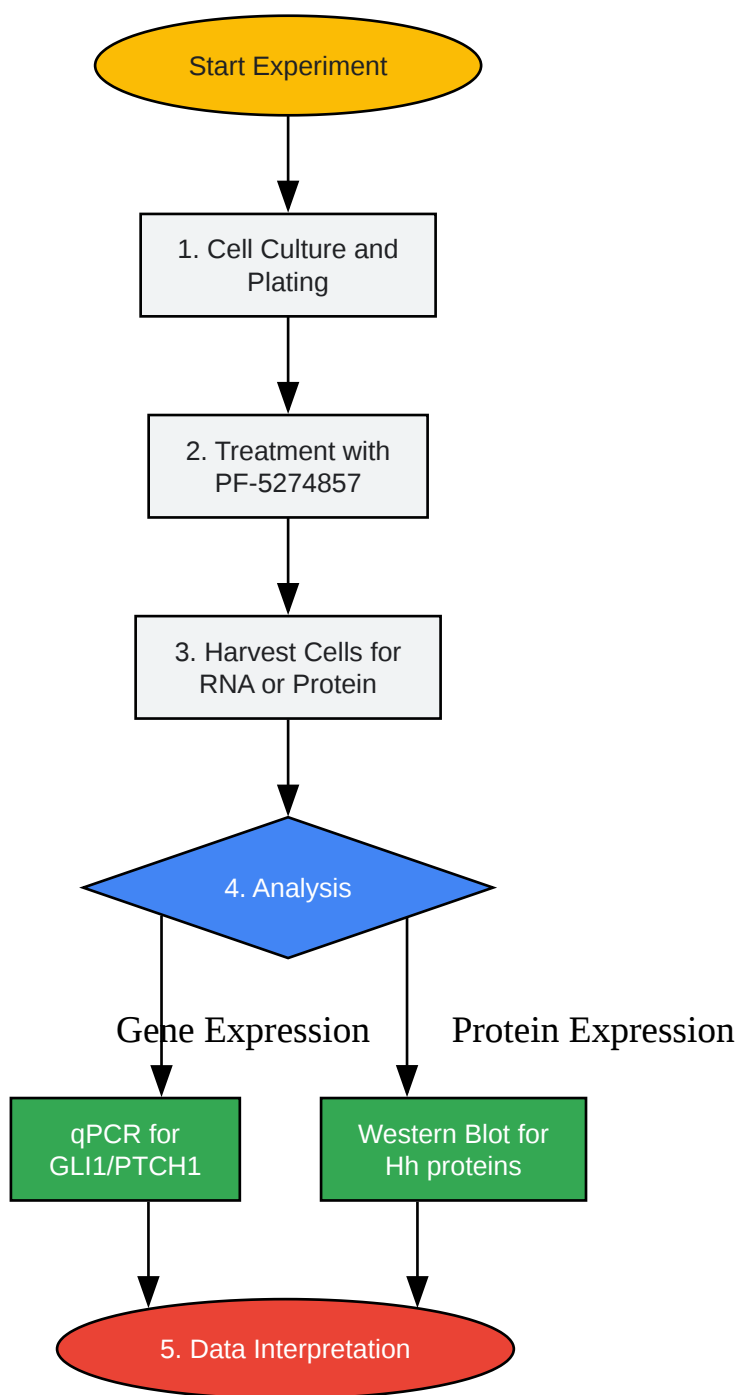 Start Experiment
1. Cell Culture and
Plating
2. Treatment with
PF-5274857
3. Harvest Cells for
RNA or Protein
4. Analysis
Gene Expression
Protein Expression
qPCR for
GLI1/PTCH1
Western Blot for
Hh proteins
5. Data Interpretation